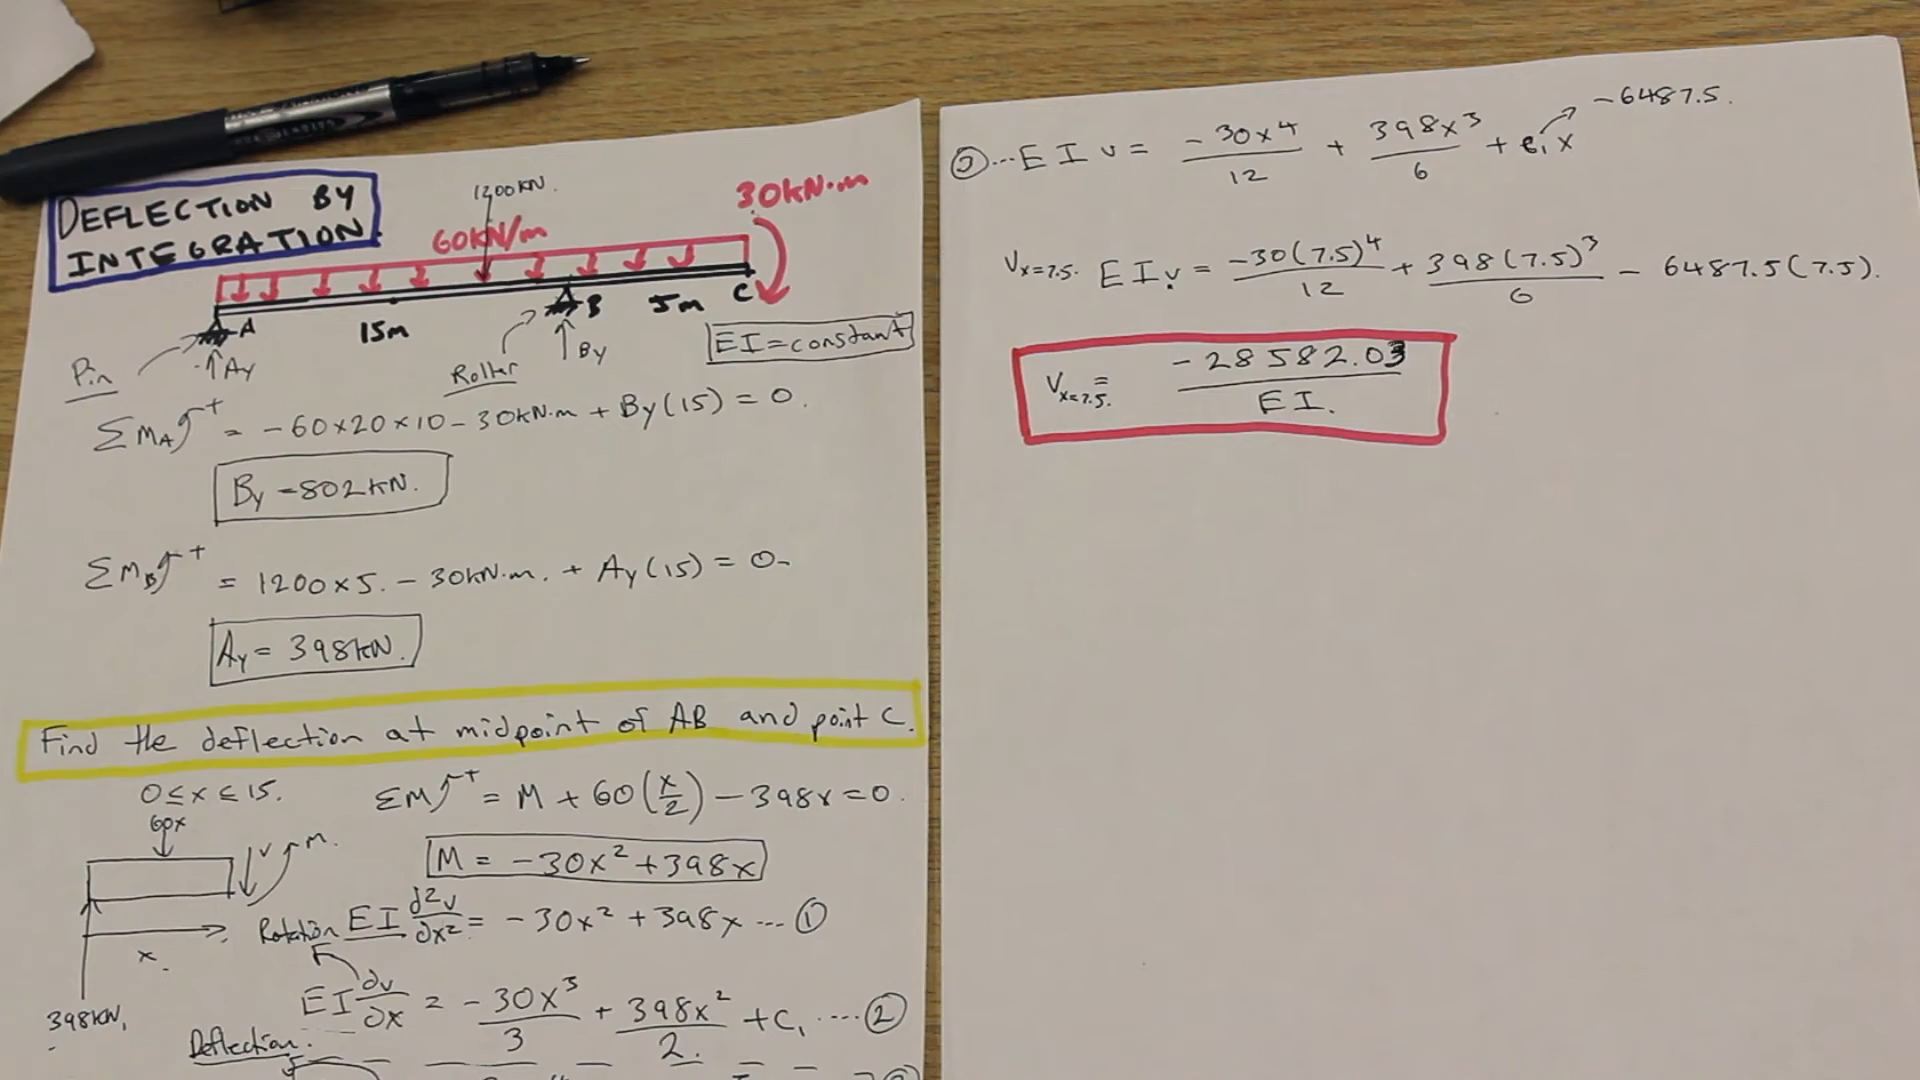 DEFLECTION BY
INTEGRATION.
1200KN.
60KN/m
30KN·m
A
15m
B
5m
C
Pin
↑Ay
Roller
↑By
EI=constant
ΣMA + = -60×20×10-30KN·m + By(15) = 0.
By =802KN.
ΣMB + = 1200×5. - 30KN·m. + Ay(15) = 0-
Ay = 398KN.
Find the deflection at midpoint of AB and point C.
0≤x≤15.
60x
V
M.
x.
398KN.
ΣM + = M + 60(x/2) - 398x = 0.
M = -30x² + 398x
Rotation EI d²v/dx² = -30x² + 398x ... ①
EI dv/dx = -30x³/3 + 398x²/2. + C₁ .... ②
Deflection.
③...EIv = -30x⁴/12 + 398x³/6 + C₁x → -6487.5.
Vx=7.5. EIv = -30(7.5)⁴/12 + 398(7.5)³/6 - 6487.5(7.5).
Vx=7.5. = -28582.03/EI.